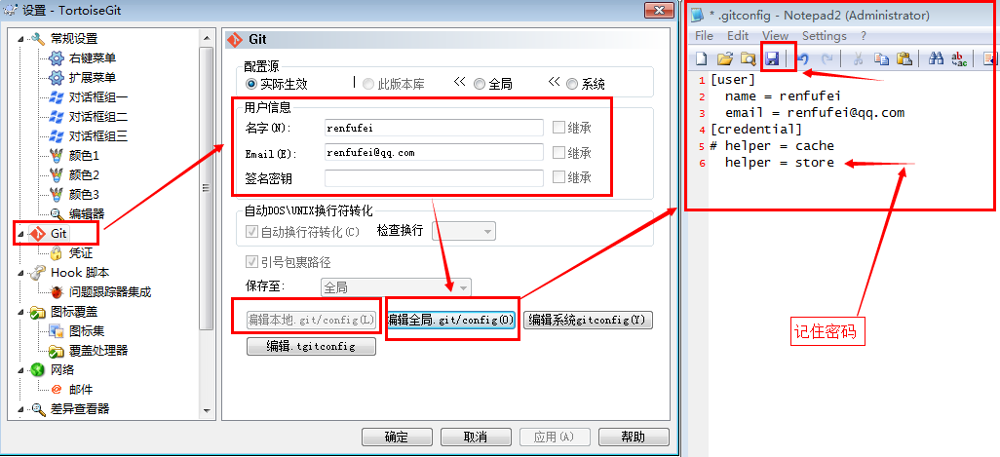 设置 - TortoiseGit
常规设置
右键菜单
扩展菜单
对话框组一
对话框组二
对话框组三
颜色1
颜色2
颜色3
编辑器
Git
凭证
Hook 脚本
问题跟踪器集成
图标覆盖
图标集
覆盖处理器
网络
邮件
差异查看器
Git
配置源
实际生效 | 此版本库 << 全局 << 系统
用户信息
名字(N): renfufei 继承
Email(E): renfufei@qq.com 继承
签名密钥 继承
自动DOS\UNIX换行符转化
自动换行符转化(C) 检查换行
引号包裹路径
保存至: 全局
编辑本地.git/config(L) 编辑全局.git/config(O) 编辑系统gitconfig(Y)
编辑.tgitconfig
确定 取消 应用(A) 帮助
* .gitconfig - Notepad2 (Administrator)
File Edit View Settings ?
1 [user]
2 name = renfufei
3 email = renfufei@qq.com
4 [credential]
5 # helper = cache
6 helper = store
记住密码